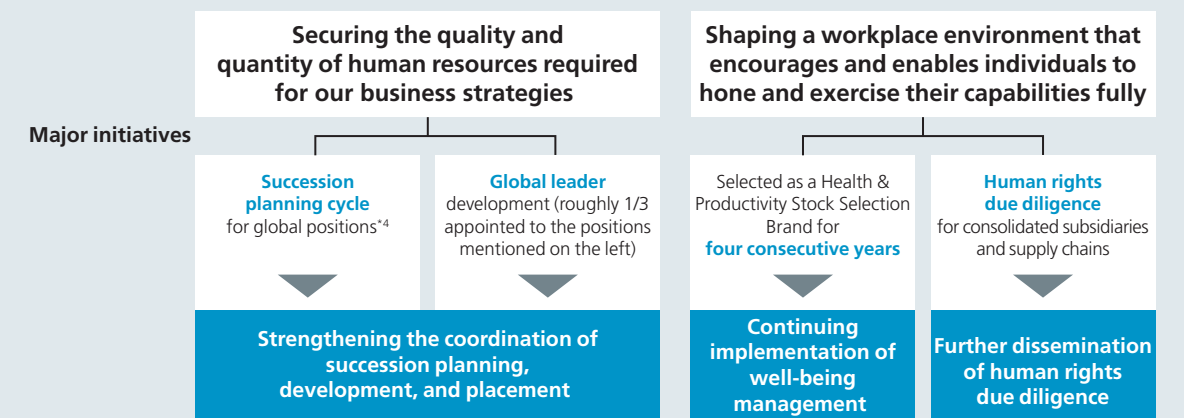 Securing the quality and
quantity of human resources required
for our business strategies
Shaping a workplace environment that
encourages and enables individuals to
hone and exercise their capabilities fully
Major initiatives
Succession
planning cycle
for global positions*4
Global leader
development (roughly 1/3
appointed to the positions
mentioned on the left)
Selected as a Health &
Productivity Stock Selection
Brand for
four consecutive years
Human rights
due diligence
for consolidated subsidiaries
and supply chains
Strengthening the coordination of
succession planning,
development, and placement
Continuing
implementation of
well-being
management
Further dissemination
of human rights
due diligence